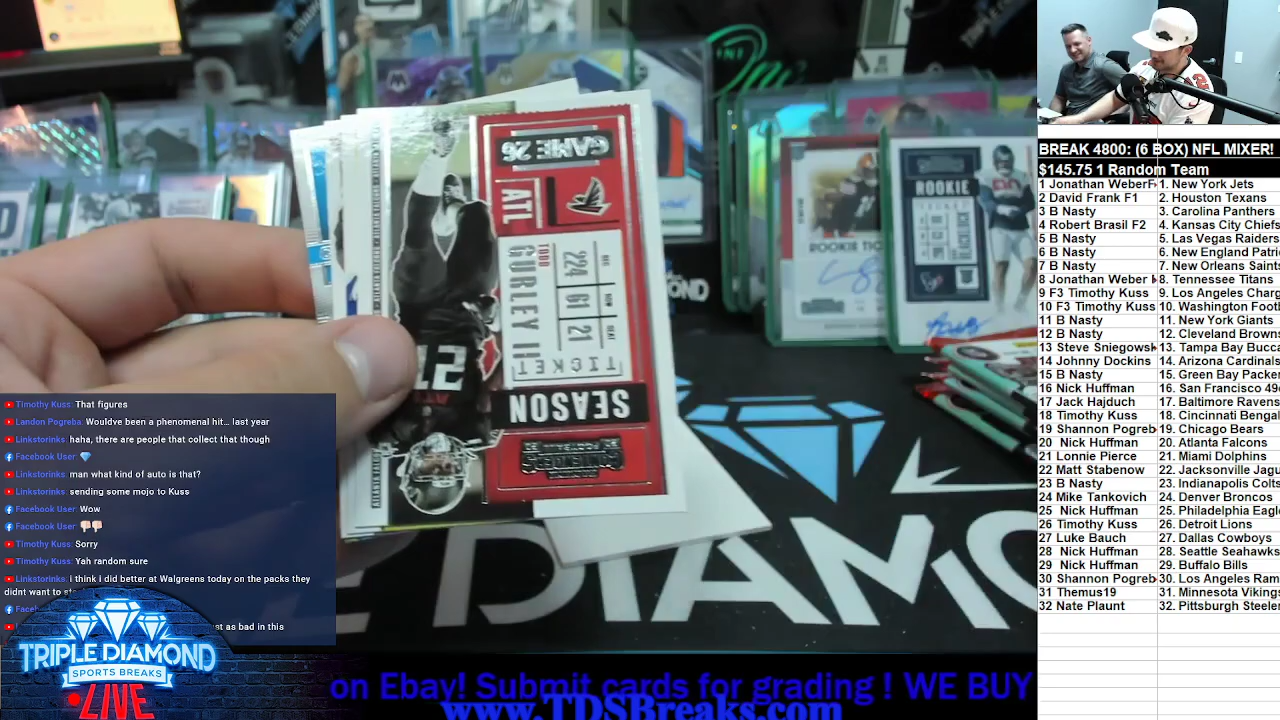 BREAK 4800: (6 BOX) NFL MIXER!
$145.75 1 Random Team
1 Jonathan WeberF 1. New York Jets
2 David Frank F1 2. Houston Texans
3 B Nasty 3. Carolina Panthers
4 Robert Brasil F2 4. Kansas City Chiefs
5 B Nasty 5. Las Vegas Raiders
6 B Nasty 6. New England Patri
7 B Nasty 7. New Orleans Saint
8 Jonathan Weber 8. Tennessee Titans
9 F3 Timothy Kuss 9. Los Angeles Charg
10 F5 Timothy Kuss 10. Washington Foot
11 B Nasty 11. New York Giants
12 B Nasty 12. Cleveland Brown
13 Steve Sniegowsk 13. Tampa Bay Bucca
14 Johnny Dockins 14. Arizona Cardinals
15 B Nasty 15. Green Bay Packer
16 Nick Huffman 16. San Francisco 49
17 Jack Hajduch 17. Baltimore Ravens
18 Timothy Kuss 18. Cincinnati Benga
19 Shannon Pogreb 19. Chicago Bears
20 Nick Huffman 20. Atlanta Falcons
21 Lonnie Pierce 21. Miami Dolphins
22 Matt Stabenow 22. Jacksonville Jag
23 B Nasty 23. Indianapolis Colts
24 Mike Tankovich 24. Denver Broncos
25 Nick Huffman 25. Philadelphia Eagl
26 Timothy Kuss 26. Detroit Lions
27 Luke Bauch 27. Dallas Cowboys
28 Nick Huffman 28. Seattle Seahawks
29 Nick Huffman 29. Buffalo Bills
30 Shannon Pogreb 30. Los Angeles Ram
31 Themus19 31. Minnesota Viking
32 Nate Plaunt 32. Pittsburgh Steele
GAME 26
ATL
TODD
GURLEY II
224 61 21
TICKET
SEASON
CONTENDERS
ROOKIE TIC
ROOKIE
Timothy Kuss: That figures
Landon Pogreba: Wouldve been a phenomenal hit... last year
Linkstorinks: haha, there are people that collect that though
Facebook User:
Linkstorinks: man what kind of auto is that?
Linkstorinks: sending some mojo to Kuss
Facebook User: Wow
Facebook User:
Timothy Kuss: Sorry
Timothy Kuss: Yah random sure
Linkstorinks: i think i did better at Walgreens today on the packs they
didnt want to
as bad in this
TRIPLE DIAMOND
SPORTS BREAKS
LIVE
DIAMO
on Ebay! Submit cards for grading ! WE BUY
www.TDSBreaks.com